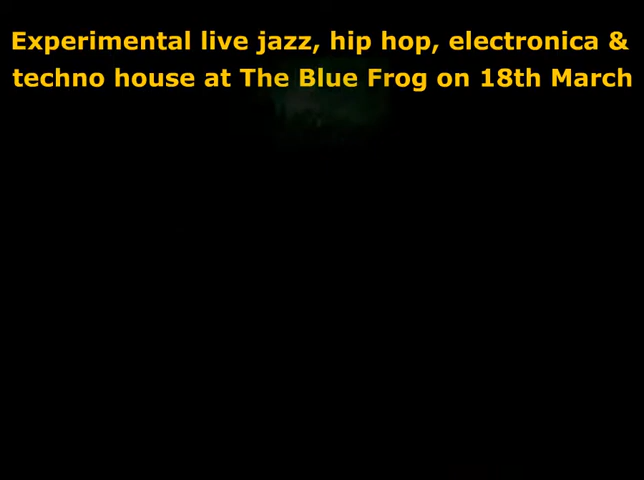 Experimental live jazz, hip hop, electronica &
techno house at The Blue Frog on 18th March